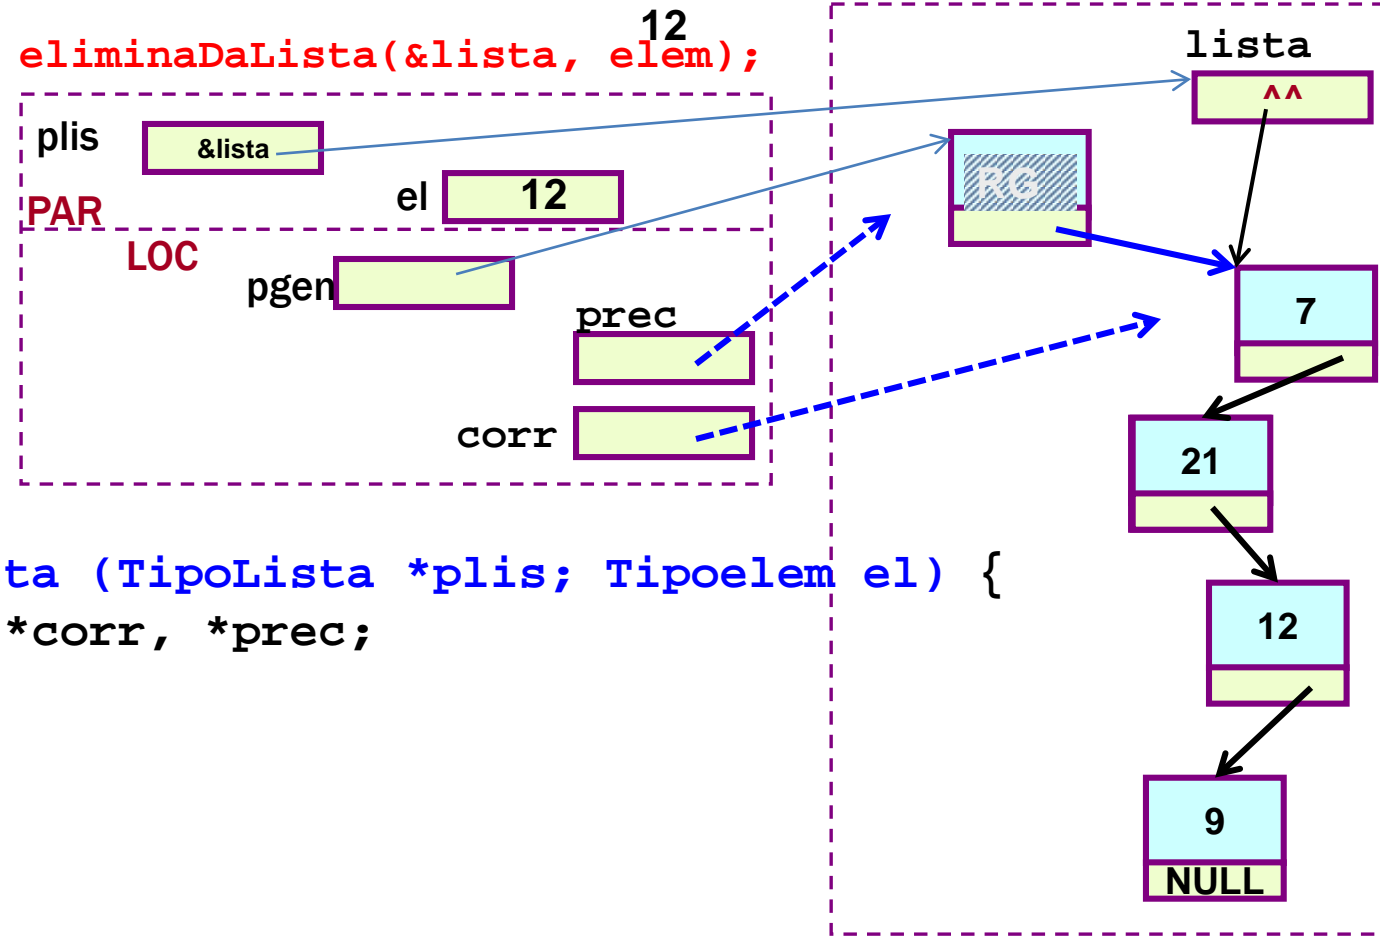 12
eliminaDaLista(&lista, elem);
lista
^^
plis
&lista
el
12
PAR
RG
LOC
pgen
7
prec
corr
21
ta (TipoLista *plis; Tipoelem el) {
*corr, *prec;
12
9
NULL